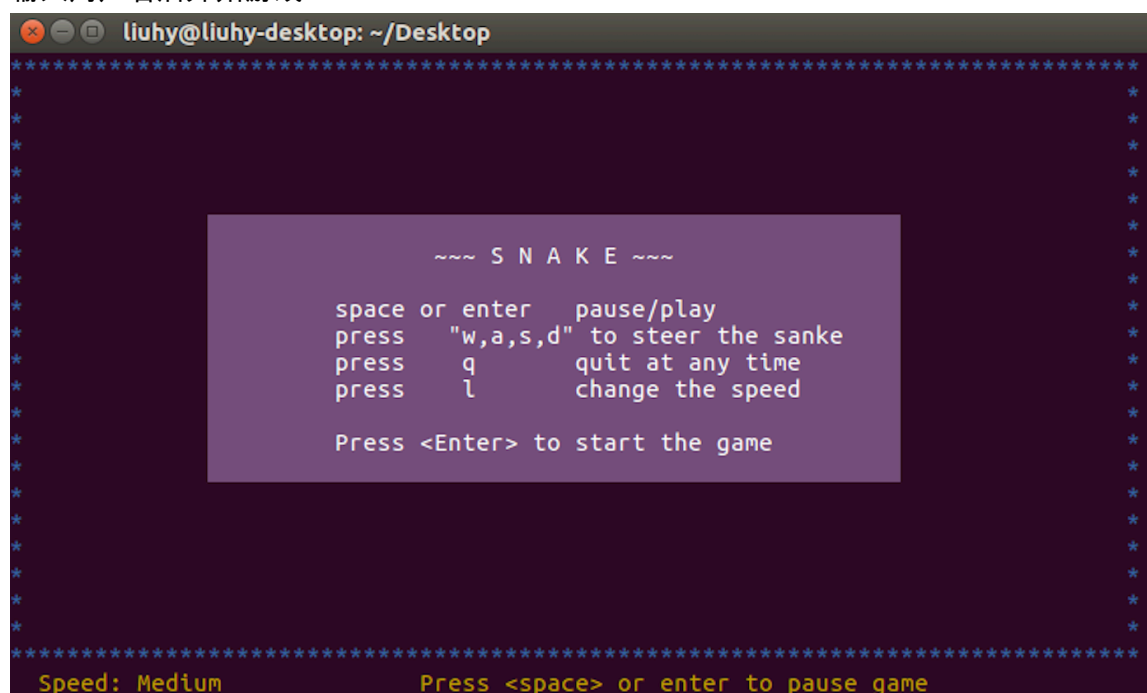 liuhy@liuhy-desktop: ~/Desktop
~~~ S N A K E ~~~
space or enter pause/play
press "w,a,s,d" to steer the sanke
press q quit at any time
press l change the speed
Press <Enter> to start the game
Speed: Medium Press <space> or enter to pause game